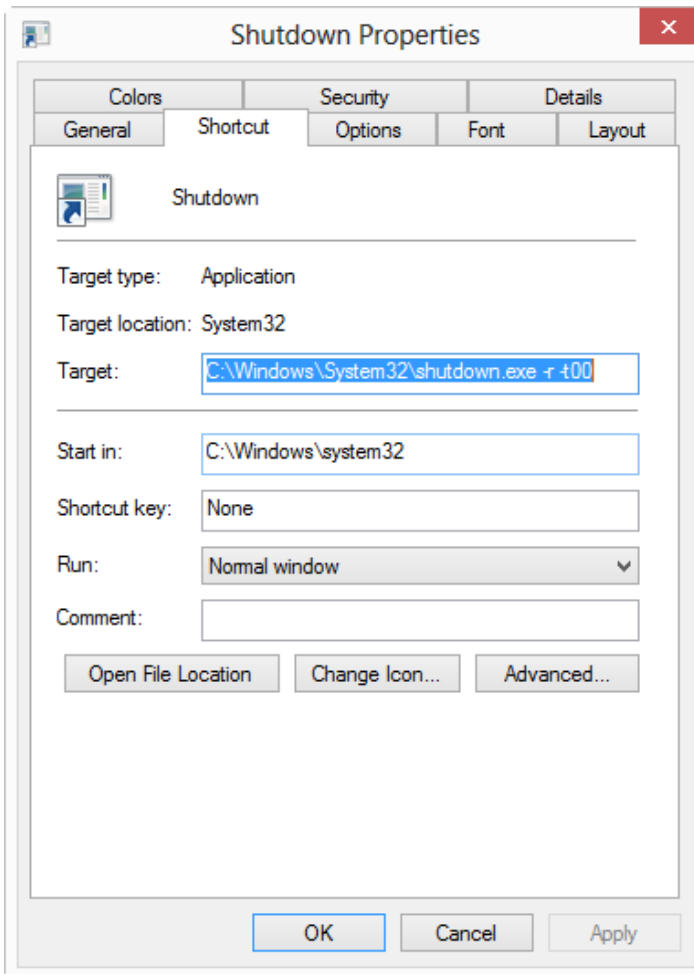 Shutdown Properties
Colors Security Details
General Shortcut Options Font Layout
Shutdown
Target type: Application
Target location: System32
Target: C:\Windows\System32\shutdown.exe -r -t00
Start in: C:\Windows\system32
Shortcut key: None
Run: Normal window
Comment:
Open File Location Change Icon... Advanced...
OK Cancel Apply